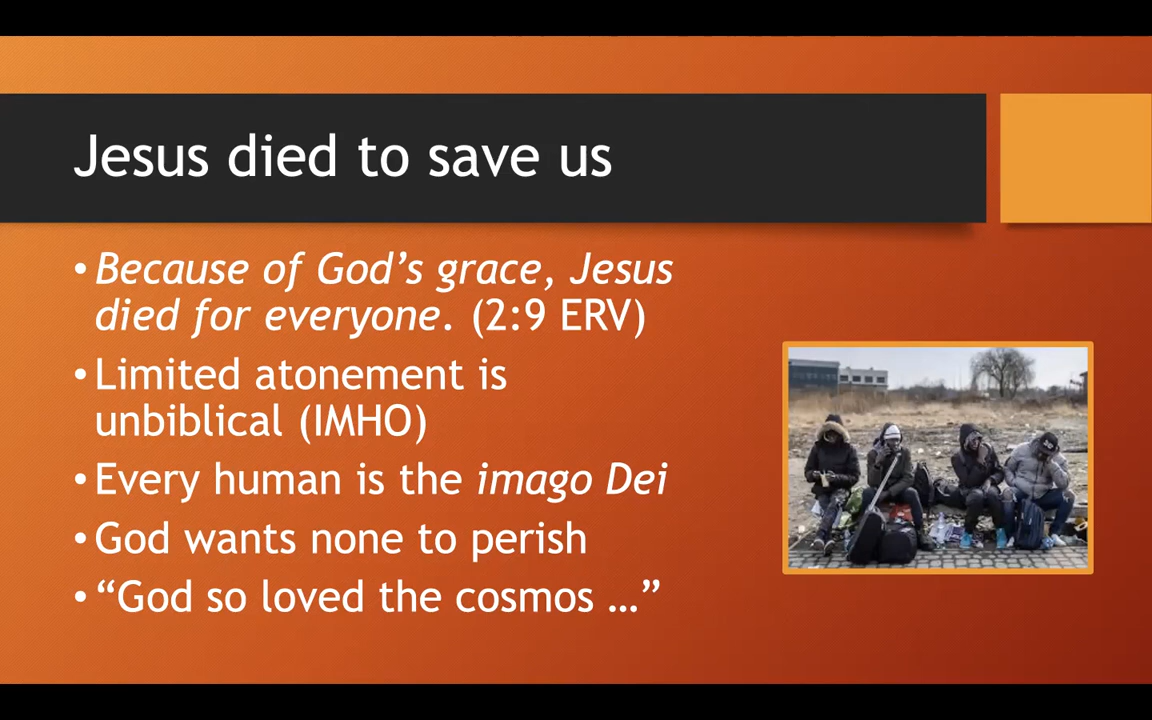 Jesus died to save us
• Because of God’s grace, Jesus
died for everyone. (2:9 ERV)
• Limited atonement is
unbiblical (IMHO)
• Every human is the imago Dei
• God wants none to perish
• “God so loved the cosmos …”